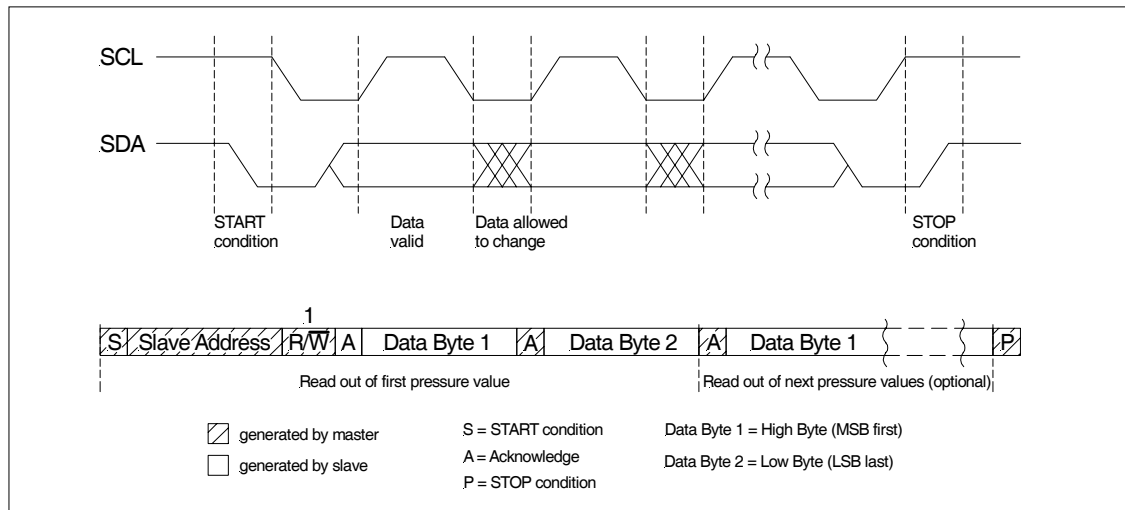 SCL
SDA
START
condition
Data
valid
Data allowed
to change
STOP
condition
1
S Slave Address R/W̅ A Data Byte 1 A Data Byte 2 A Data Byte 1 P
Read out of first pressure value
Read out of next pressure values (optional)
generated by master
generated by slave
S = START condition
A = Acknowledge
P = STOP condition
Data Byte 1 = High Byte (MSB first)
Data Byte 2 = Low Byte (LSB last)